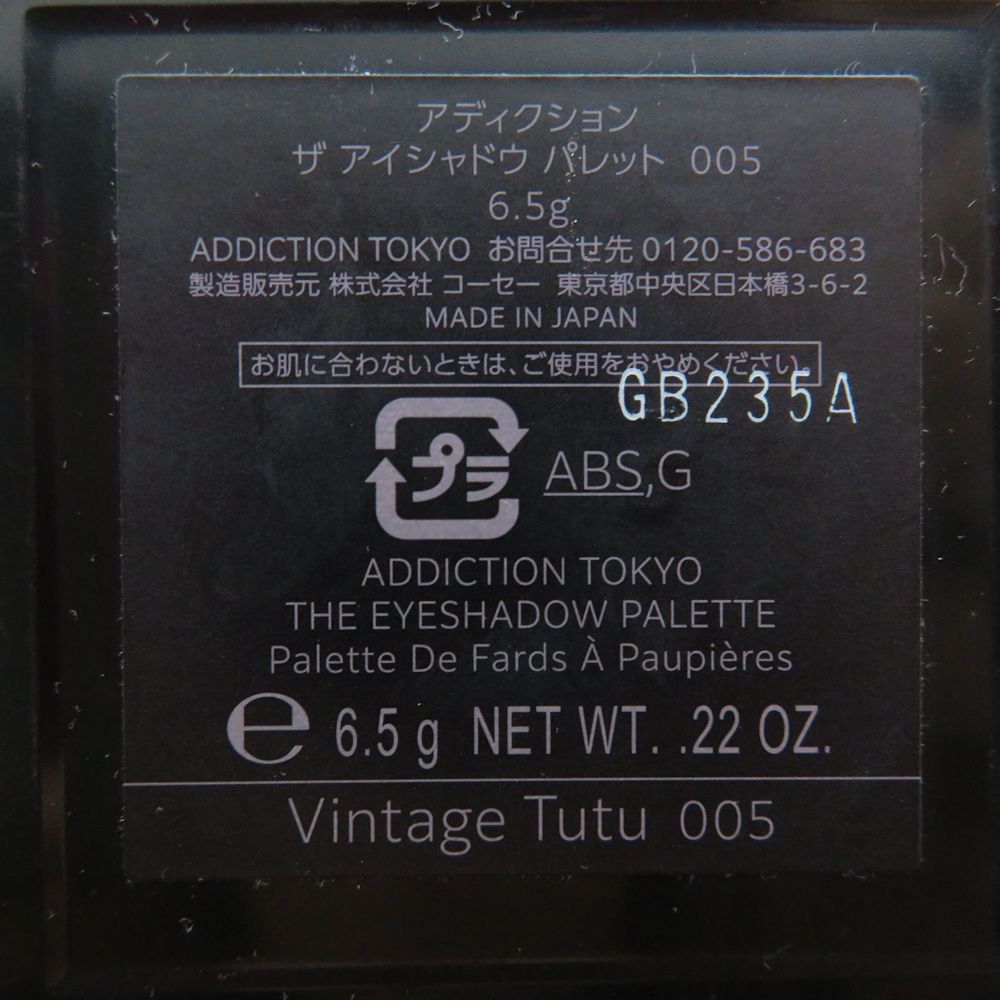 アディクション
ザ アイシャドウ パレット 005
6.5g
ADDICTION TOKYO お問合せ先 0120-586-683
製造販売元 株式会社 コーセー 東京都中央区日本橋3-6-2
MADE IN JAPAN
お肌に合わないときは、ご使用をおやめください。
GB235A
プラ ABS,G
ADDICTION TOKYO
THE EYESHADOW PALETTE
Palette De Fards À Paupières
℮ 6.5 g NET WT. .22 OZ.
Vintage Tutu 005